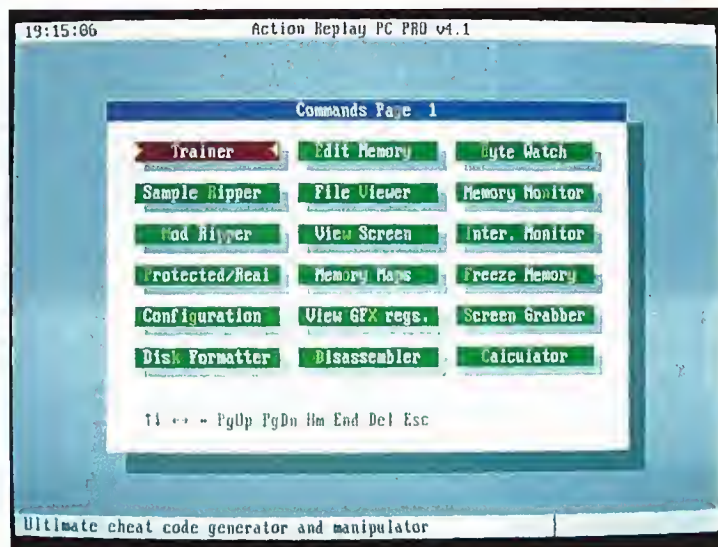 19:15:06 Action Replay PC PRO v4.1
Commands Page 1
Trainer Edit Memory Byte Watch
Sample Ripper File Viewer Memory Monitor
Mod Ripper View Screen Inter. Monitor
Protected/Real Memory Maps Freeze Memory
Configuration View GFX regs. Screen Grabber
Disk Formatter Disassembler Calculator
↑↓ ←→ PgUp PgDn Hm End Del Esc
Ultimate cheat code generator and manipulator